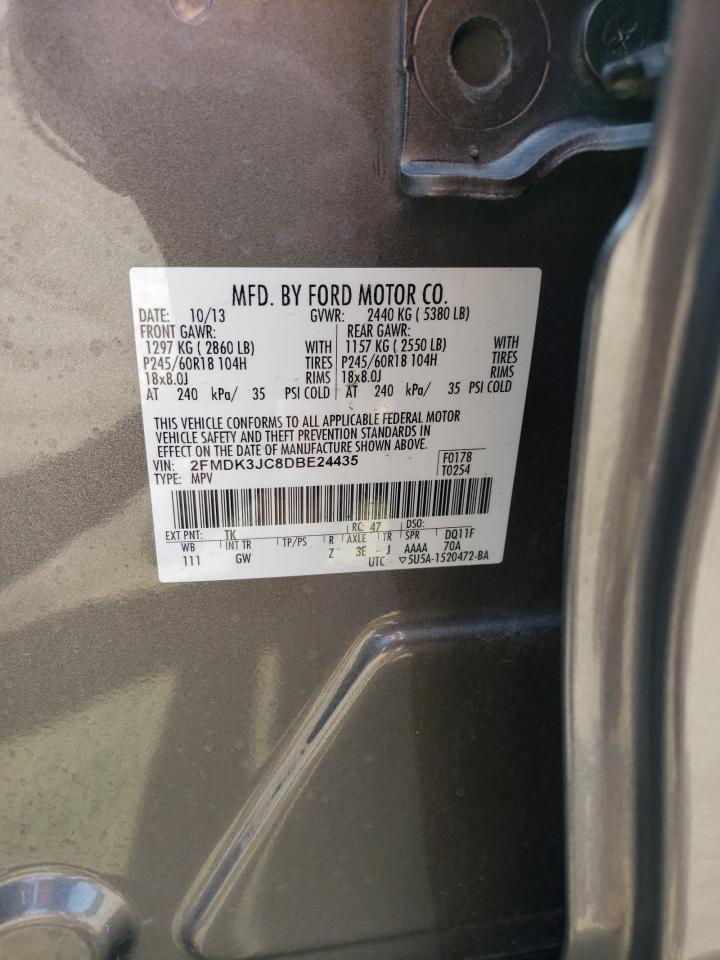 MFD. BY FORD MOTOR CO.
DATE: 10/13 GVWR: 2440 KG ( 5380 LB)
FRONT GAWR: REAR GAWR:
1297 KG ( 2860 LB) WITH 1157 KG ( 2550 LB) WITH
P245/60R18 104H TIRES P245/60R18 104H TIRES
18x8.0J RIMS 18x8.0J RIMS
AT 240 kPa/ 35 PSI COLD AT 240 kPa/ 35 PSI COLD
THIS VEHICLE CONFORMS TO ALL APPLICABLE FEDERAL MOTOR
VEHICLE SAFETY AND THEFT PREVENTION STANDARDS IN
EFFECT ON THE DATE OF MANUFACTURE SHOWN ABOVE.
VIN: 2FMDK3JC8DBE24435 F0178
TYPE: MPV T0254
EXT PNT: TK RC: 47 DSO:
WB INT TR TP/PS R AXLE TR SPR DQ11F
111 GW Z 3E J AAAA 70A
UTC ▽5U5A-1520472-BA